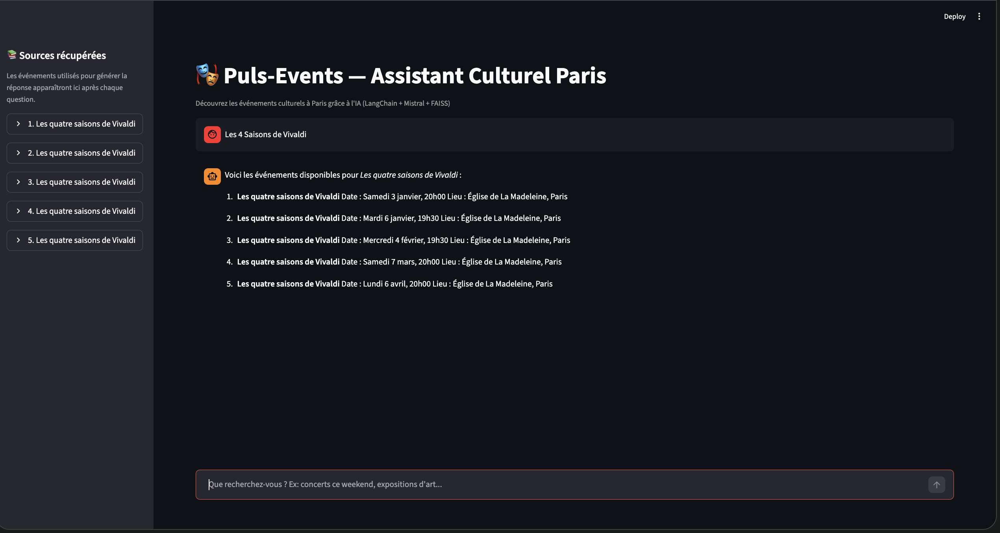 Deploy
📚 Sources récupérées
Les événements utilisés pour générer la
réponse apparaîtront ici après chaque
question.
1. Les quatre saisons de Vivaldi
2. Les quatre saisons de Vivaldi
3. Les quatre saisons de Vivaldi
4. Les quatre saisons de Vivaldi
5. Les quatre saisons de Vivaldi
🎭 Puls-Events — Assistant Culturel Paris
Découvrez les événements culturels à Paris grâce à l'IA (LangChain + Mistral + FAISS)
Les 4 Saisons de Vivaldi
Voici les événements disponibles pour Les quatre saisons de Vivaldi :
1. Les quatre saisons de Vivaldi Date : Samedi 3 janvier, 20h00 Lieu : Église de La Madeleine, Paris
2. Les quatre saisons de Vivaldi Date : Mardi 6 janvier, 19h30 Lieu : Église de La Madeleine, Paris
3. Les quatre saisons de Vivaldi Date : Mercredi 4 février, 19h30 Lieu : Église de La Madeleine, Paris
4. Les quatre saisons de Vivaldi Date : Samedi 7 mars, 20h00 Lieu : Église de La Madeleine, Paris
5. Les quatre saisons de Vivaldi Date : Lundi 6 avril, 20h00 Lieu : Église de La Madeleine, Paris
Que recherchez-vous ? Ex: concerts ce weekend, expositions d'art...